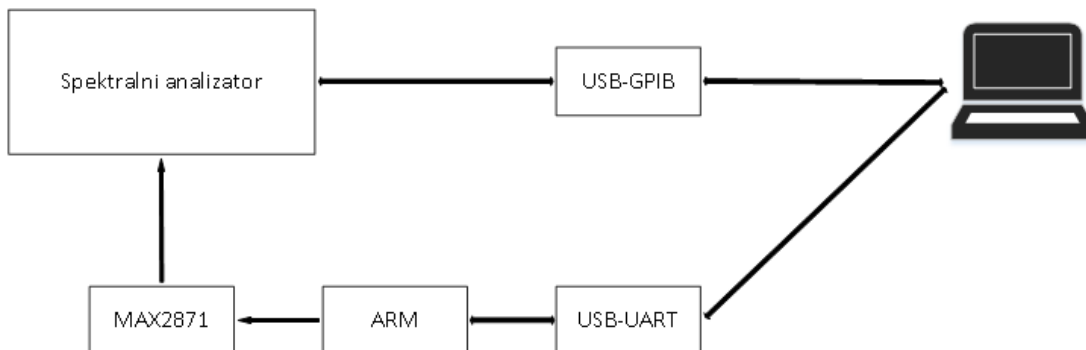 Spektralni analizator
USB-GPIB
MAX2871
ARM
USB-UART